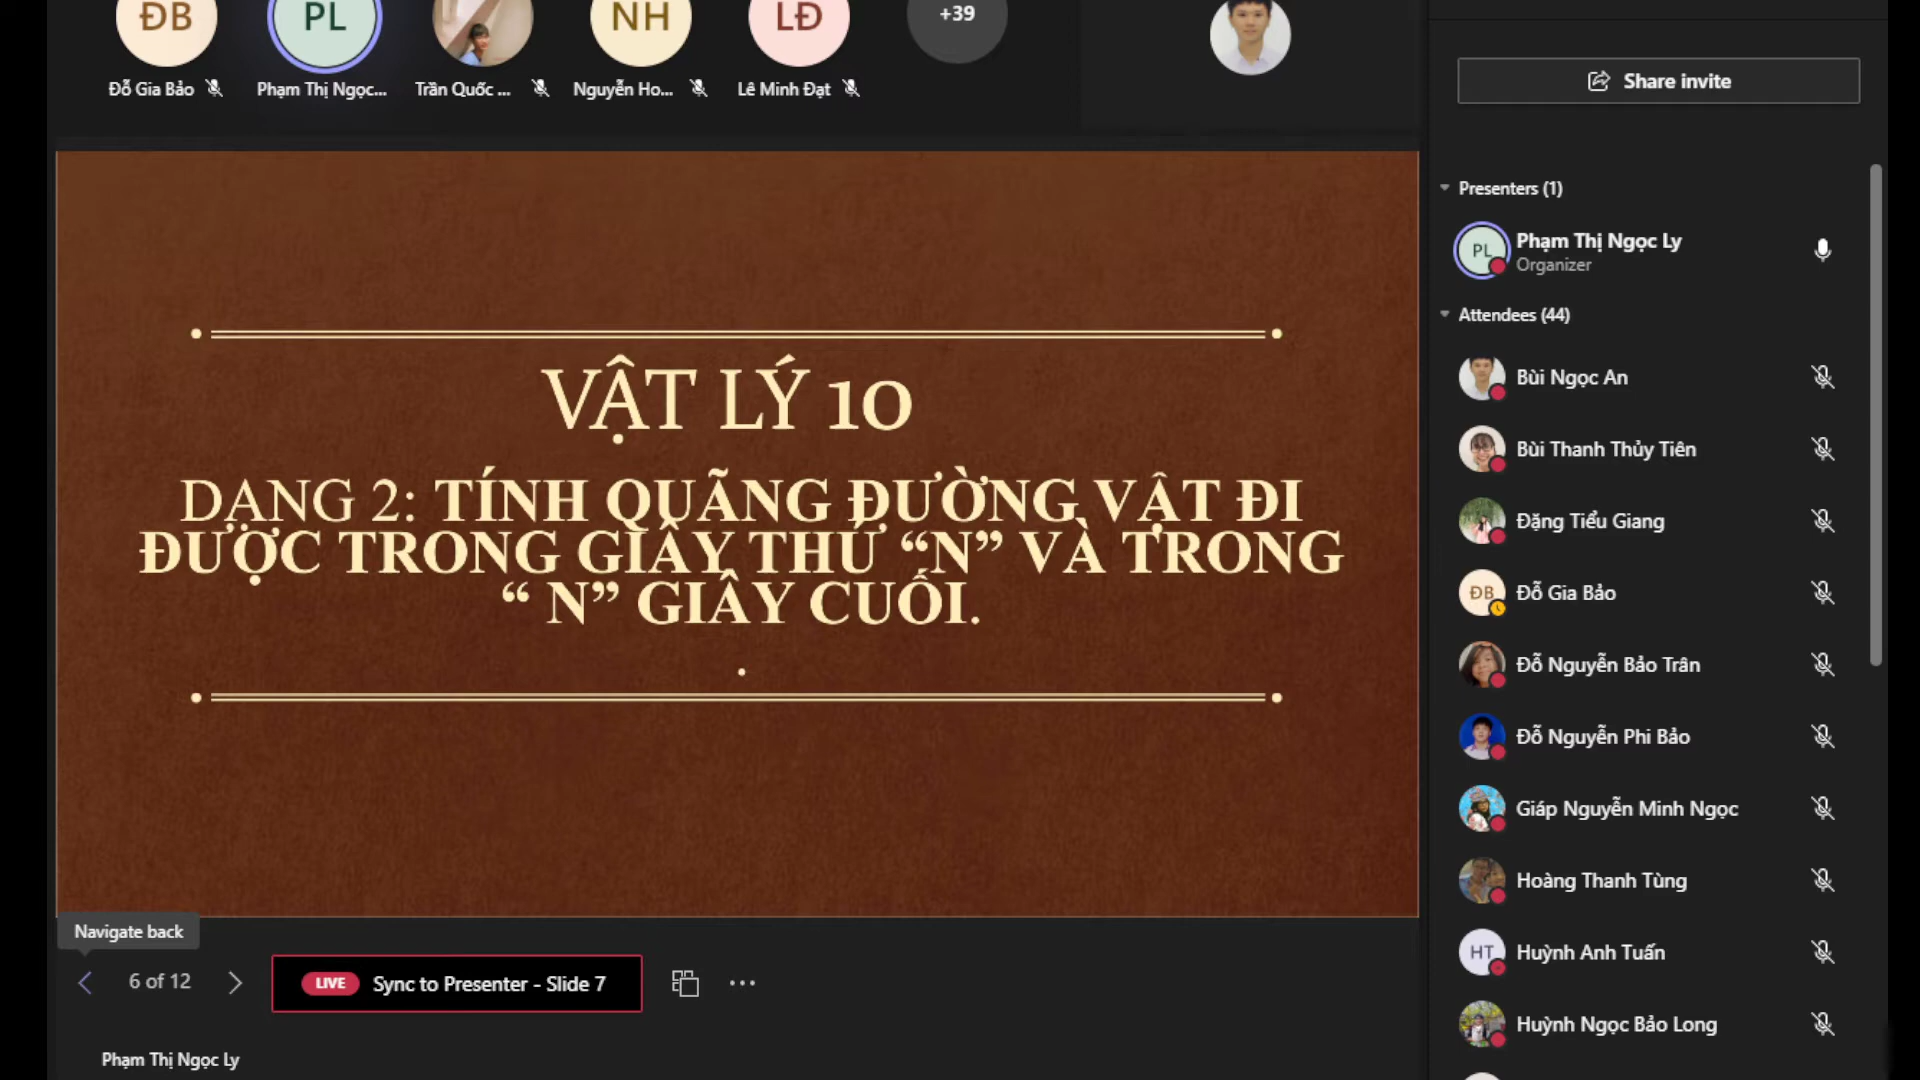 ĐB
PL
NH
LĐ
+39
Đỗ Gia Bảo
Phạm Thị Ngọc...
Trần Quốc ...
Nguyễn Ho...
Lê Minh Đạt
VẬT LÝ 10
DẠNG 2: TÍNH QUÃNG ĐƯỜNG VẬT ĐI
ĐƯỢC TRONG GIÂY THỨ “N” VÀ TRONG
“ N” GIÂY CUỐI.
.
Navigate back
6 of 12
LIVE Sync to Presenter - Slide 7
Phạm Thị Ngọc Ly
Share invite
Presenters (1)
PL
Phạm Thị Ngọc Ly
Organizer
Attendees (44)
Bùi Ngọc An
Bùi Thanh Thủy Tiên
Đặng Tiểu Giang
ĐB
Đỗ Gia Bảo
Đỗ Nguyễn Bảo Trân
Đỗ Nguyễn Phi Bảo
Giáp Nguyễn Minh Ngọc
Hoàng Thanh Tùng
HT
Huỳnh Anh Tuấn
Huỳnh Ngọc Bảo Long